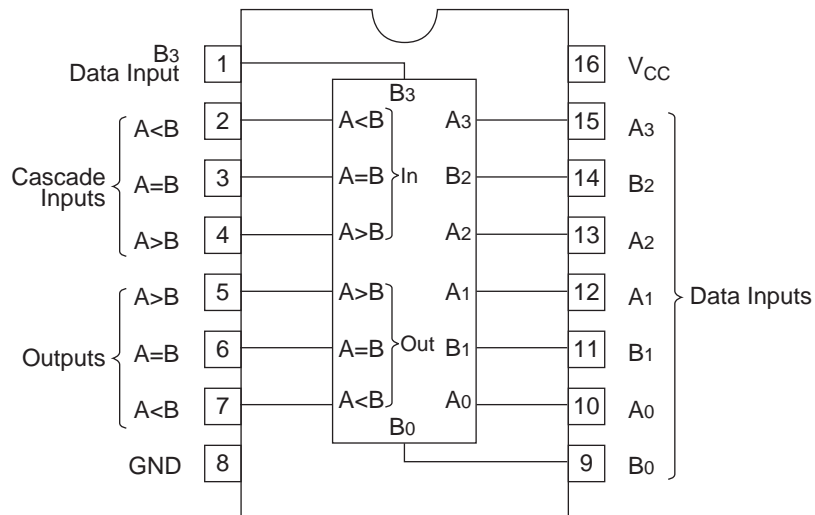 B3
Data Input
1
16
VCC
B3
A<B
2
A<B
A3
15
A3
Cascade
Inputs
A=B
3
A=B
In
B2
14
B2
A>B
4
A>B
A2
13
A2
A>B
5
A>B
A1
12
A1
Data Inputs
Outputs
A=B
6
A=B
Out
B1
11
B1
A<B
7
A<B
A0
10
A0
B0
GND
8
9
B0